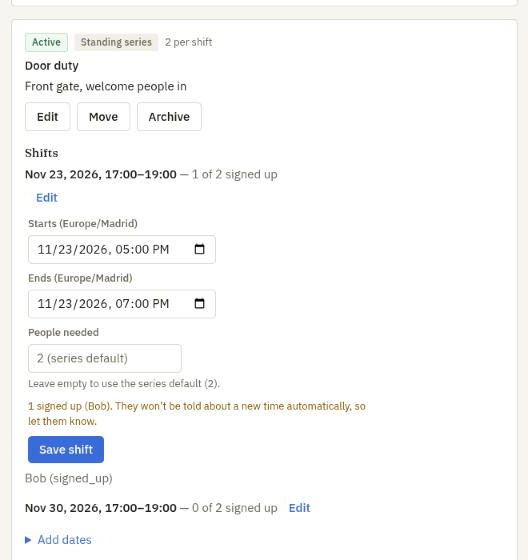 Active Standing series 2 per shift
Door duty
Front gate, welcome people in
Edit Move Archive
Shifts
Nov 23, 2026, 17:00–19:00 — 1 of 2 signed up
Edit
Starts (Europe/Madrid)
11/23/2026, 05:00 PM
Ends (Europe/Madrid)
11/23/2026, 07:00 PM
People needed
2 (series default)
Leave empty to use the series default (2).
1 signed up (Bob). They won't be told about a new time automatically, so
let them know.
Save shift
Bob (signed_up)
Nov 30, 2026, 17:00–19:00 — 0 of 2 signed up Edit
Add dates